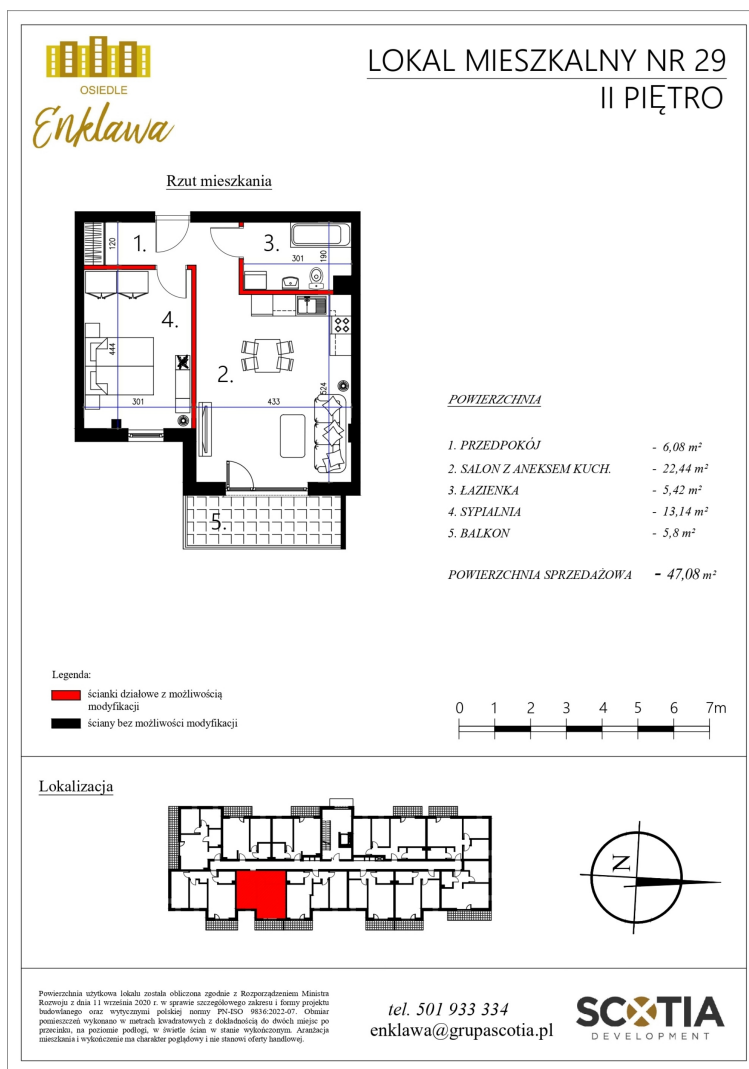 OSIEDLE
Enklawa
LOKAL MIESZKALNY NR 29
II PIĘTRO
Rzut mieszkania
1.
120
3.
301
190
4.
444
301
2.
433
524
5.
POWIERZCHNIA
1. PRZEDPOKÓJ - 6,08 m²
2. SALON Z ANEKSEM KUCH. - 22,44 m²
3. ŁAZIENKA - 5,42 m²
4. SYPIALNIA - 13,14 m²
5. BALKON - 5,8 m²
POWIERZCHNIA SPRZEDAŻOWA - 47,08 m²
Legenda:
ścianki działowe z możliwością
modyfikacji
ściany bez możliwości modyfikacji
0 1 2 3 4 5 6 7m
Lokalizacja
N
Powierzchnia użytkowa lokalu została obliczona zgodnie z Rozporządzeniem Ministra
Rozwoju z dnia 11 września 2020 r. w sprawie szczegółowego zakresu i formy projektu
budowlanego oraz wytycznymi polskiej normy PN-ISO 9836:2022-07. Obmiar
pomieszczeń wykonano w metrach kwadratowych z dokładnością do dwóch miejsc po
przecinku, na poziomie podłogi, w świetle ścian w stanie wykończonym. Aranżacja
mieszkania i wykończenie ma charakter poglądowy i nie stanowi oferty handlowej.
tel. 501 933 334
enklawa@grupascotia.pl
SCOTIA
DEVELOPMENT